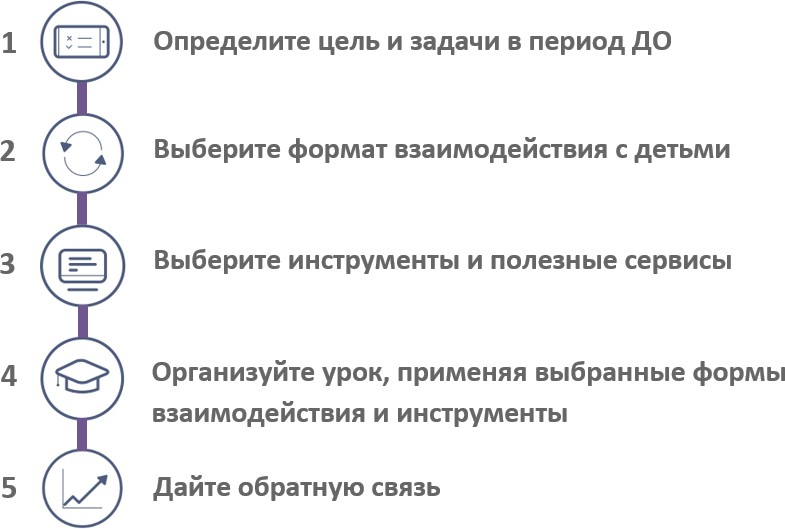 1 Определите цель и задачи в период ДО
2 Выберите формат взаимодействия с детьми
3 Выберите инструменты и полезные сервисы
4 Организуйте урок, применяя выбранные формы
взаимодействия и инструменты
5 Дайте обратную связь